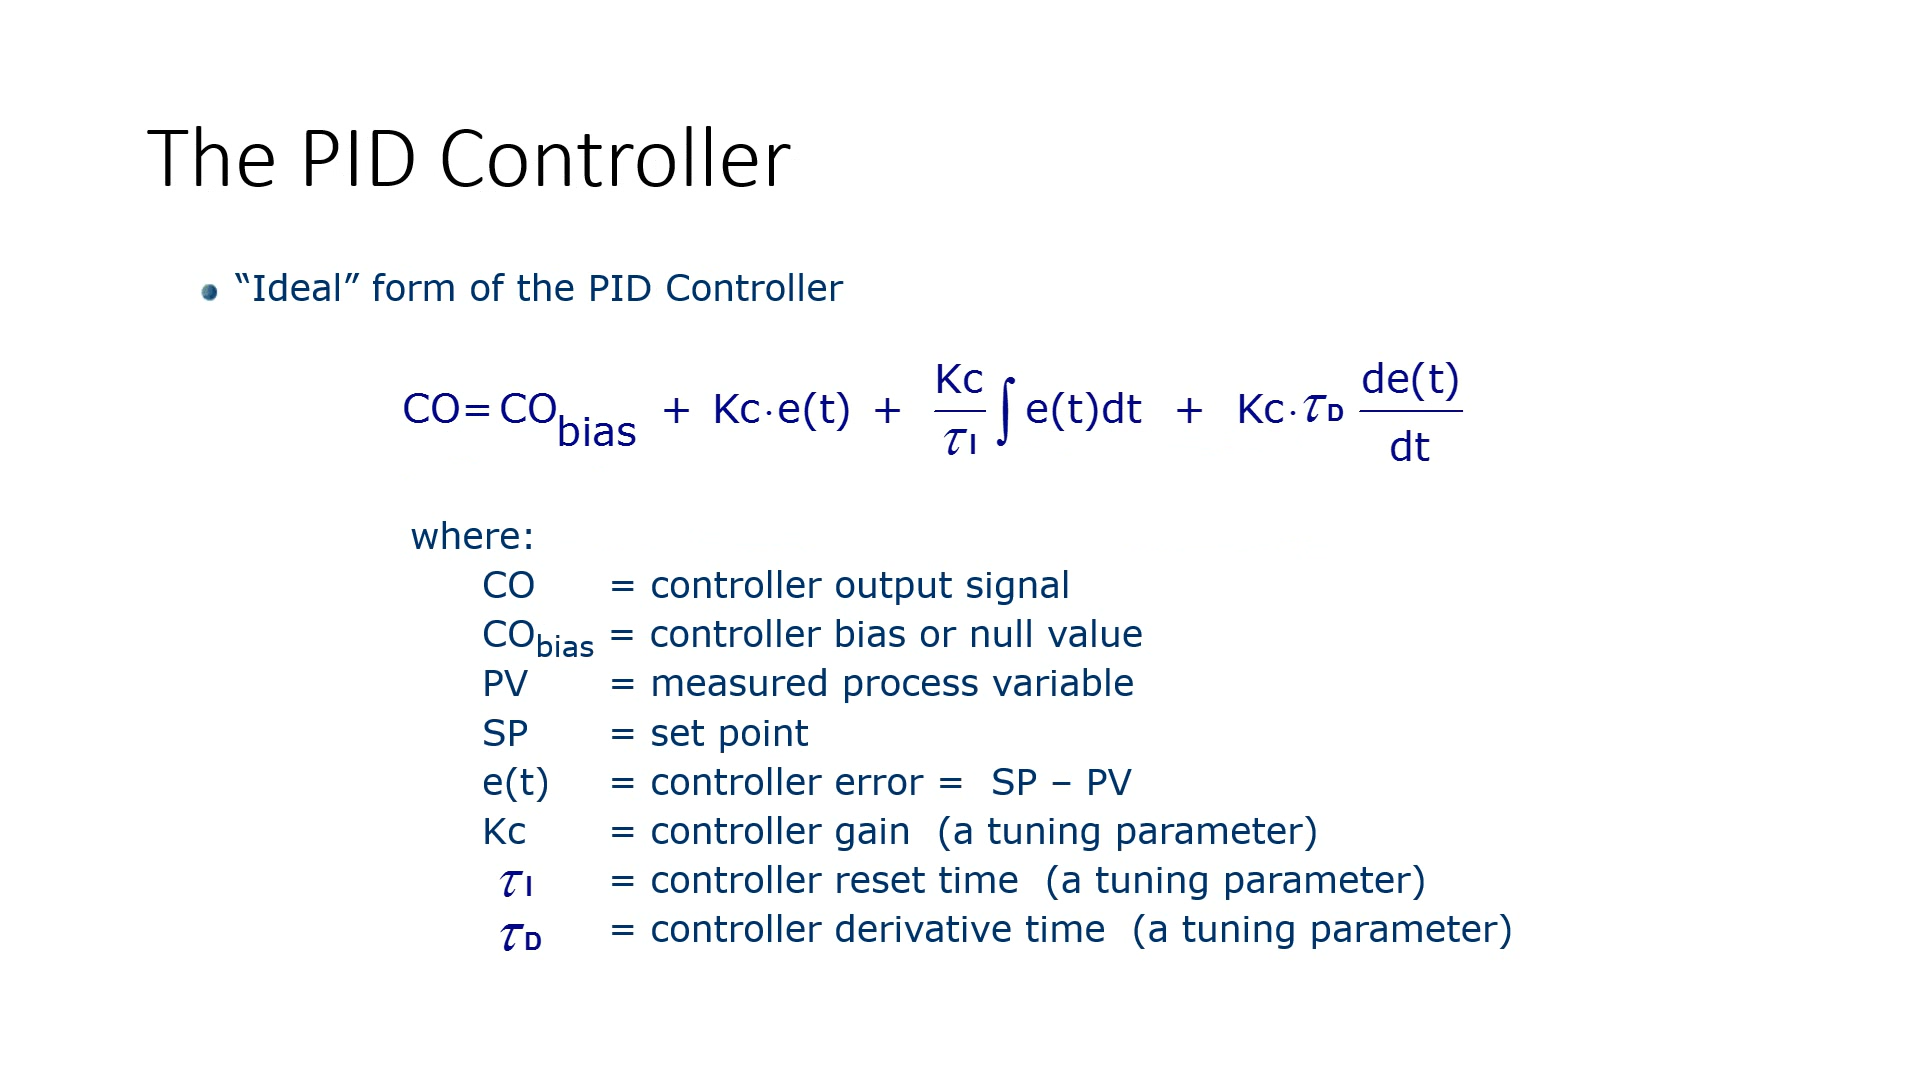 The PID Controller
“Ideal” form of the PID Controller
CO = CO_bias + Kc·e(t) + Kc/τI ∫ e(t)dt + Kc·τD de(t)/dt
where:
CO = controller output signal
CO_bias = controller bias or null value
PV = measured process variable
SP = set point
e(t) = controller error = SP – PV
Kc = controller gain (a tuning parameter)
τI = controller reset time (a tuning parameter)
τD = controller derivative time (a tuning parameter)